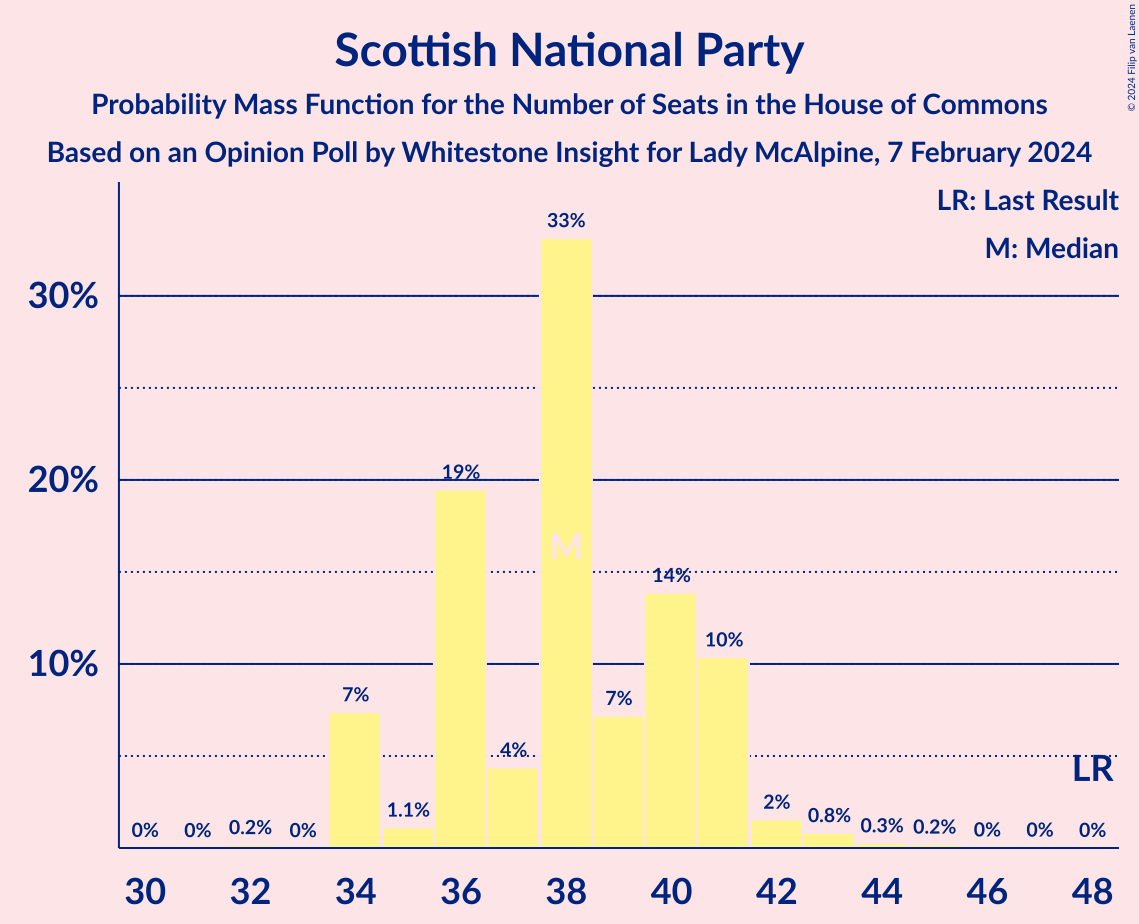 Scottish National Party
Probability Mass Function for the Number of Seats in the House of Commons
Based on an Opinion Poll by Whitestone Insight for Lady McAlpine, 7 February 2024
© 2024 Filip van Laenen
LR: Last Result
M: Median
30%
20%
10%
0%
0%
0.2%
0%
7%
1.1%
19%
4%
33%
M
7%
14%
10%
2%
0.8%
0.3%
0.2%
0%
0%
0%
LR
30 32 34 36 38 40 42 44 46 48